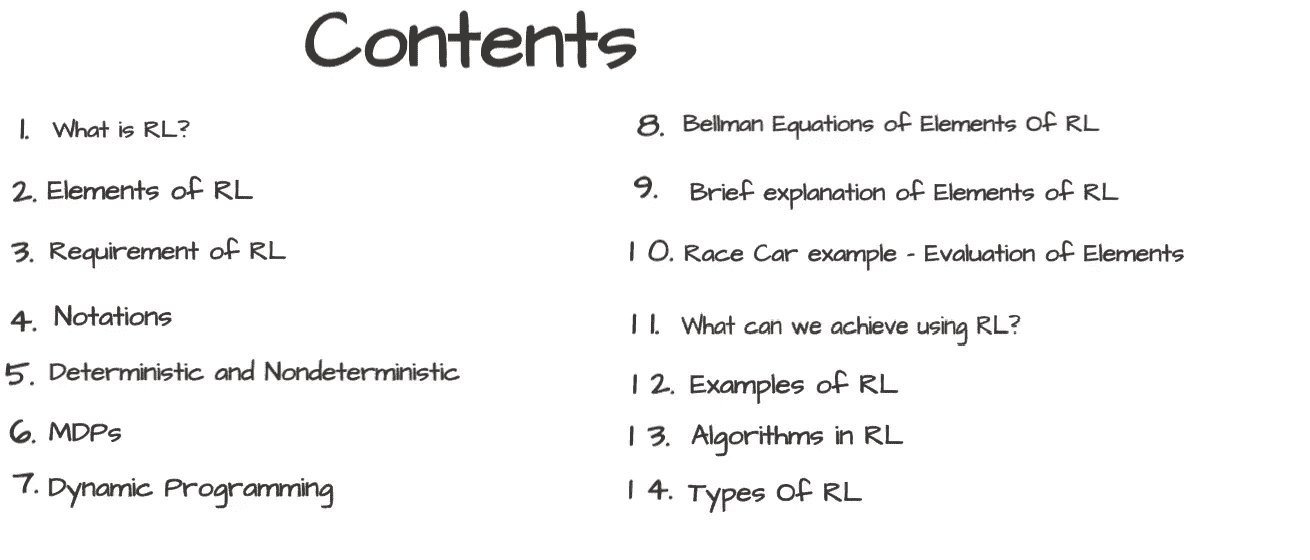 Contents
1. What is RL?
2. Elements of RL
3. Requirement of RL
4. Notations
5. Deterministic and Nondeterministic
6. MDPs
7. Dynamic Programming
8. Bellman Equations of Elements Of RL
9. Brief explanation of Elements of RL
10. Race Car example - Evaluation of Elements
11. What can we achieve using RL?
12. Examples of RL
13. Algorithms in RL
14. Types Of RL